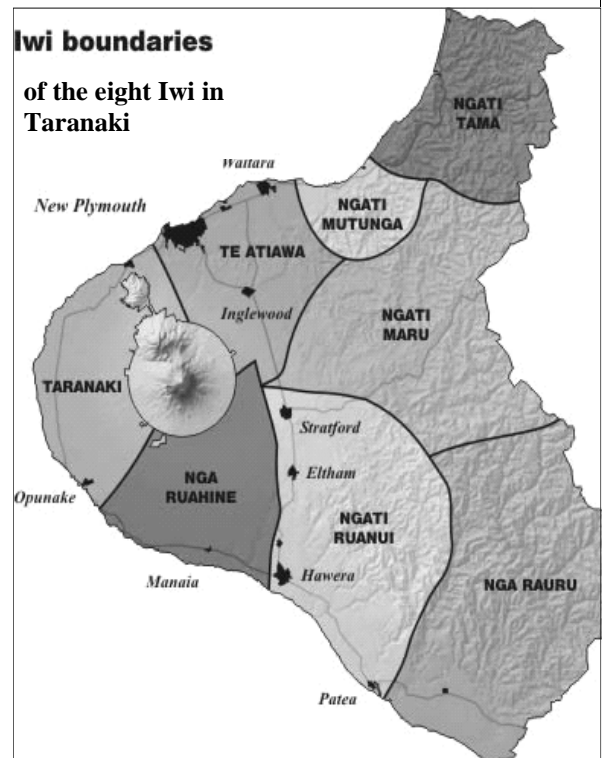 Iwi boundaries
of the eight Iwi in
Taranaki
NGATI
TAMA
Waitara
New Plymouth
NGATI
MUTUNGA
TE ATIAWA
Inglewood
NGATI
MARU
TARANAKI
Stratford
NGA
RUAHINE
Eltham
Opunake
NGATI
RUANUI
Manaia
Hawera
NGA RAURU
Patea